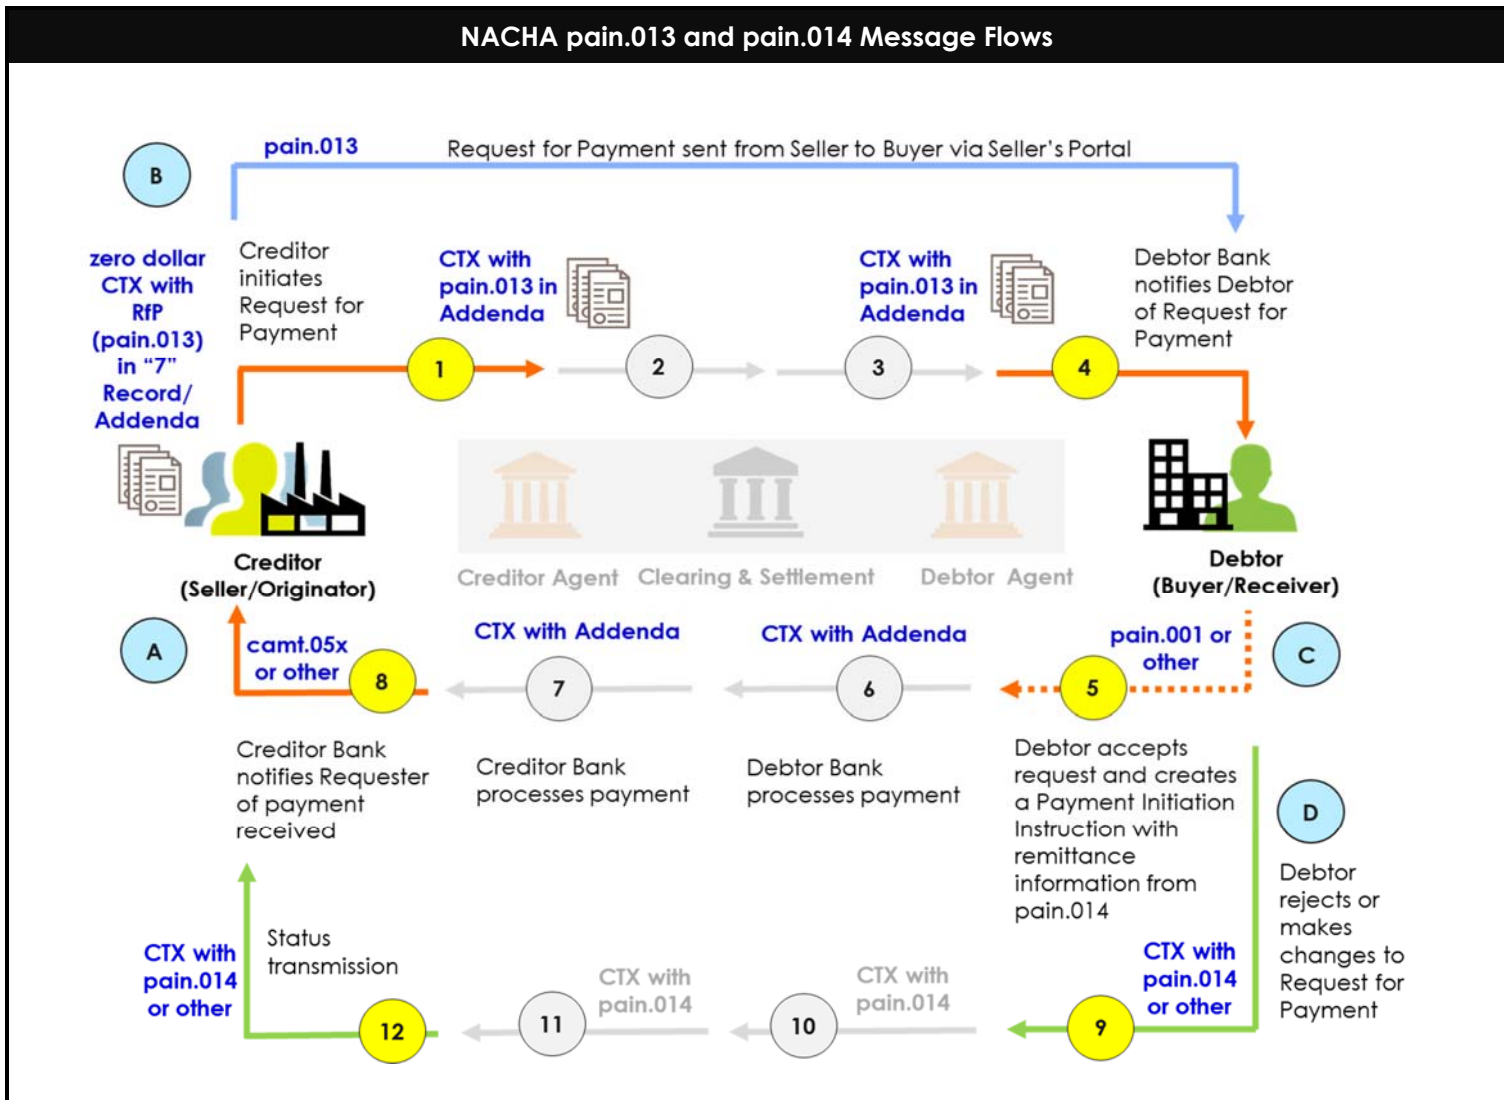 NACHA pain.013 and pain.014 Message Flows
pain.013
Request for Payment sent from Seller to Buyer via Seller's Portal
B
zero dollar
CTX with
RfP
(pain.013)
in "7"
Record/
Addenda
Creditor
initiates
Request for
Payment
CTX with
pain.013 in
Addenda
CTX with
pain.013 in
Addenda
Debtor Bank
notifies Debtor
of Request for
Payment
1
2
3
4
Creditor
(Seller/Originator)
Creditor Agent
Clearing & Settlement
Debtor Agent
Debtor
(Buyer/Receiver)
A
camt.05x
or other
8
CTX with Addenda
7
CTX with Addenda
6
pain.001 or
other
5
C
Creditor Bank
notifies Requester
of payment
received
Creditor Bank
processes payment
Debtor Bank
processes payment
Debtor accepts
request and creates
a Payment Initiation
Instruction with
remittance
information from
pain.014
D
Debtor
rejects or
makes
changes to
Request for
Payment
CTX with
pain.014
or other
Status
transmission
12
CTX with
pain.014
11
CTX with
pain.014
10
CTX with
pain.014
or other
9